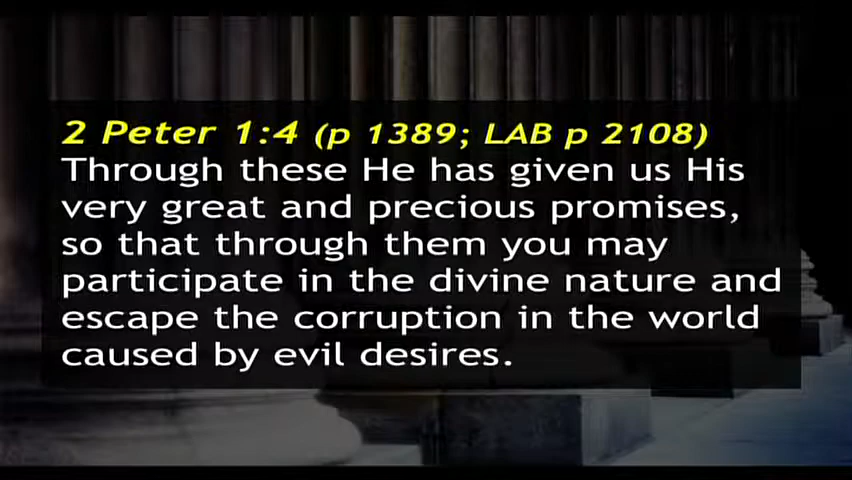 2 Peter 1:4 (p 1389; LAB p 2108)
Through these He has given us His
very great and precious promises,
so that through them you may
participate in the divine nature and
escape the corruption in the world
caused by evil desires.